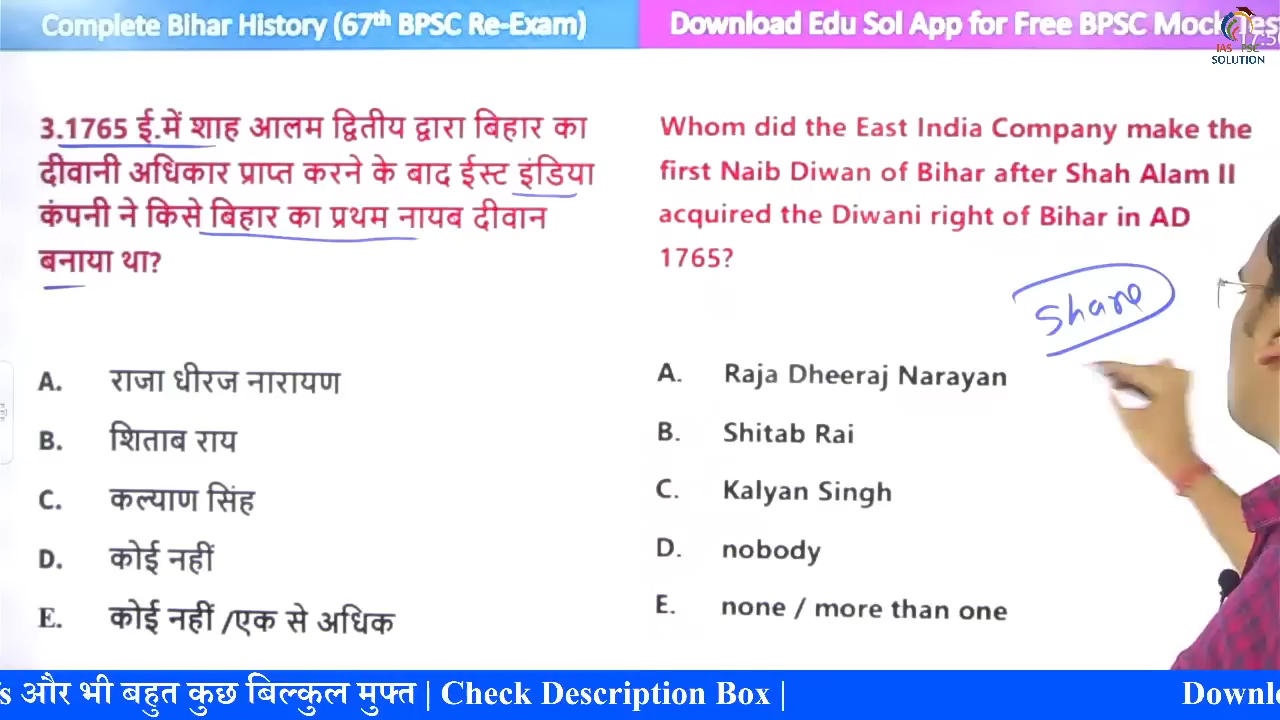 Complete Bihar History (67th BPSC Re-Exam)
Download Edu Sol App for Free BPSC Mock
17:5
IAS PSC
SOLUTION
3.1765 ई.में शाह आलम द्वितीय द्वारा बिहार का
दीवानी अधिकार प्राप्त करने के बाद ईस्ट इंडिया
कंपनी ने किसे बिहार का प्रथम नायब दीवान
बनाया था?
A. राजा धीरज नारायण
B. शिताब राय
C. कल्याण सिंह
D. कोई नहीं
E. कोई नहीं /एक से अधिक
Whom did the East India Company make the
first Naib Diwan of Bihar after Shah Alam II
acquired the Diwani right of Bihar in AD
1765?
Share
A. Raja Dheeraj Narayan
B. Shitab Rai
C. Kalyan Singh
D. nobody
E. none / more than one
's और भी बहुत कुछ बिल्कुल मुफ्त | Check Description Box |
Downlo